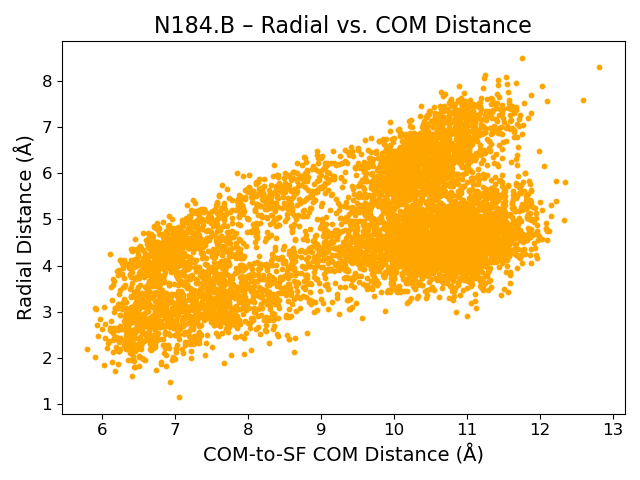 N184.B – Radial vs. COM Distance
Radial Distance (Å)
8
7
6
5
4
3
2
1
6 7 8 9 10 11 12 13
COM-to-SF COM Distance (Å)